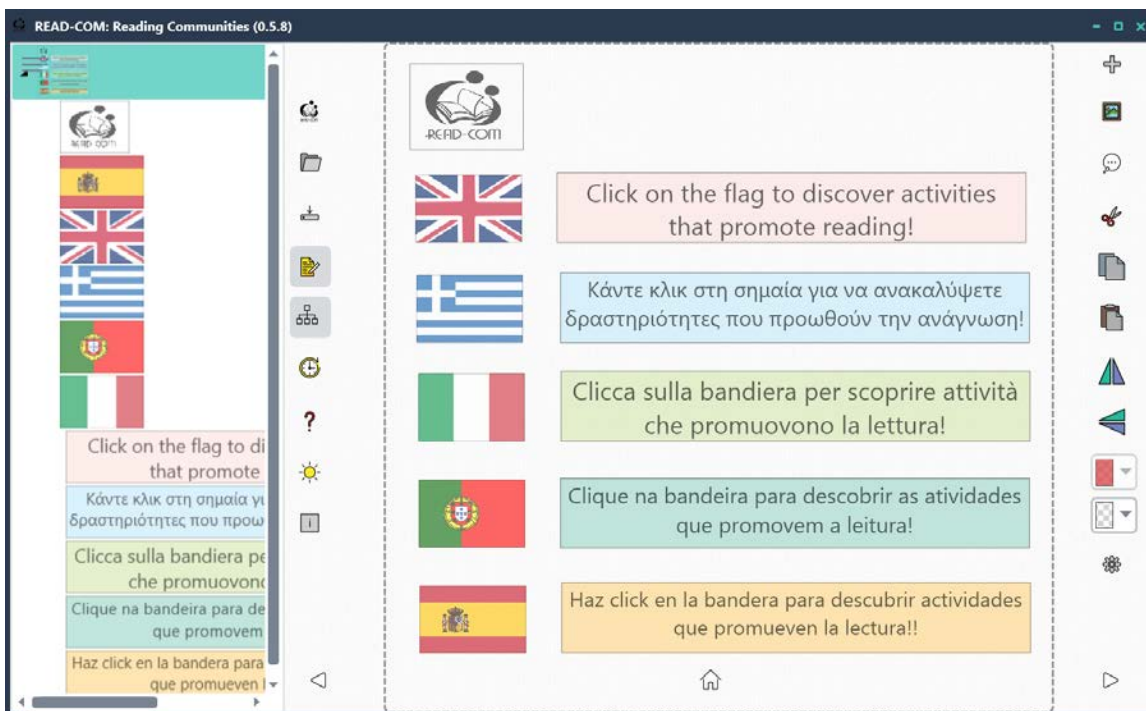 READ-COM: Reading Communities (0.5.8)
READ-COM
Click on the flag to di
that promote
Κάντε κλικ στη σημαία γι
δραστηριότητες που προω
Clicca sulla bandiera pe
che promuovono
Clique na bandeira para de
que promovem
Haz click en la bandera para
que promueven l
READ-COM
Click on the flag to discover activities
that promote reading!
Κάντε κλικ στη σημαία για να ανακαλύψετε
δραστηριότητες που προωθούν την ανάγνωση!
Clicca sulla bandiera per scoprire attività
che promuovono la lettura!
Clique na bandeira para descobrir as atividades
que promovem a leitura!
Haz click en la bandera para descubrir actividades
que promueven la lectura!!